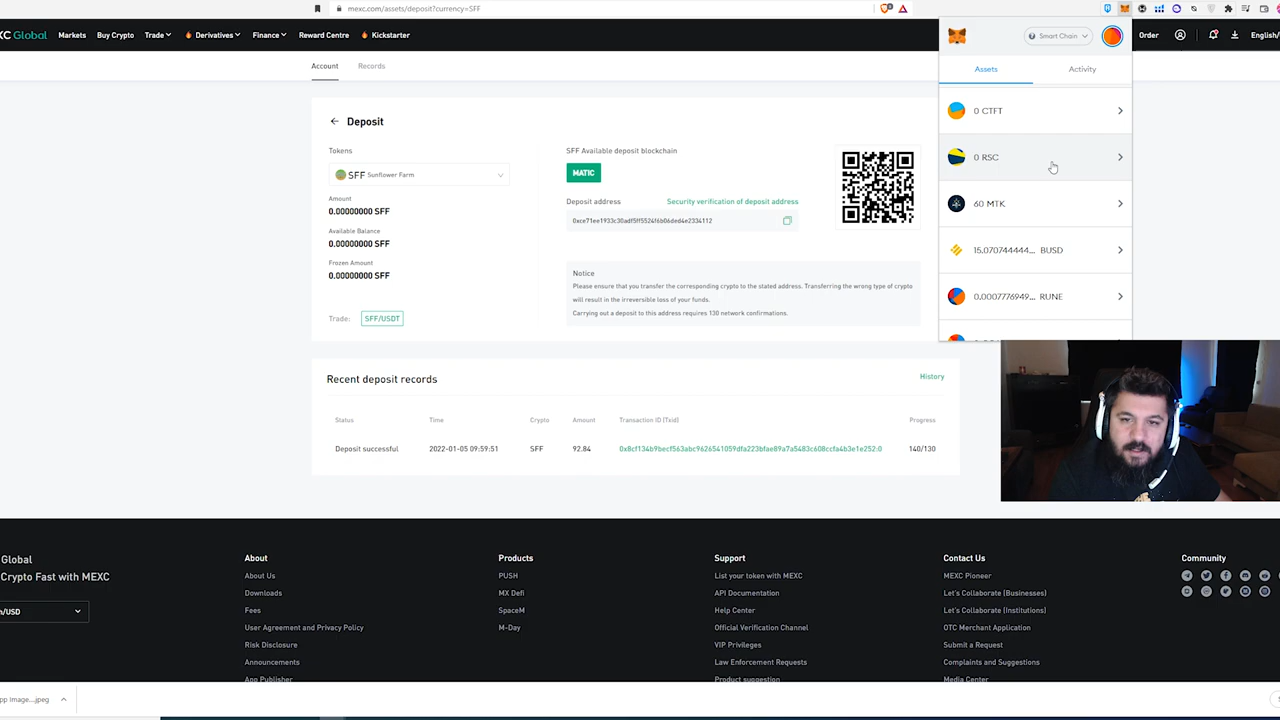 mexc.com/assets/deposit?currency=SFF
XC Global
Markets
Buy Crypto
Trade
Derivatives
Finance
Reward Centre
Kickstarter
Order
English/
Account
Records
Smart Chain
Assets
Activity
0 CTFT
0 RSC
60 MTK
15.070744444... BUSD
0.0007776949... RUNE
Deposit
Tokens
SFF Sunflower Farm
Amount
0.00000000 SFF
Available Balance
0.00000000 SFF
Frozen Amount
0.00000000 SFF
Trade: SFF/USDT
SFF Available deposit blockchain
MATIC
Deposit address
Security verification of deposit address
0xce71ee1933c30adf5ff5524f6b06ded4e2334112
Notice
Please ensure that you transfer the corresponding crypto to the stated address. Transferring the wrong type of crypto
will result in the irreversible loss of your funds.
Carrying out a deposit to this address requires 130 network confirmations.
Recent deposit records
History
Status Time Crypto Amount Transaction ID [Txid] Progress
Deposit successful 2022-01-05 09:59:51 SFF 92.84 0x8cf134b9becf563abc9626541059dfa223bfae89a7a5483c608ccfa4b3e1e252:0 140/130
Global
Crypto Fast with MEXC
n/USD
About
About Us
Downloads
Fees
User Agreement and Privacy Policy
Risk Disclosure
Announcements
App Publisher
Products
PUSH
MX Defi
SpaceM
M-Day
Support
List your token with MEXC
API Documentation
Help Center
Official Verification Channel
VIP Privileges
Law Enforcement Requests
Product suggestion
Contact Us
MEXC Pioneer
Let's Collaborate (Businesses)
Let's Collaborate (Institutions)
OTC Merchant Application
Submit a Request
Complaints and Suggestions
Media Center
Community
pp Image....jpeg